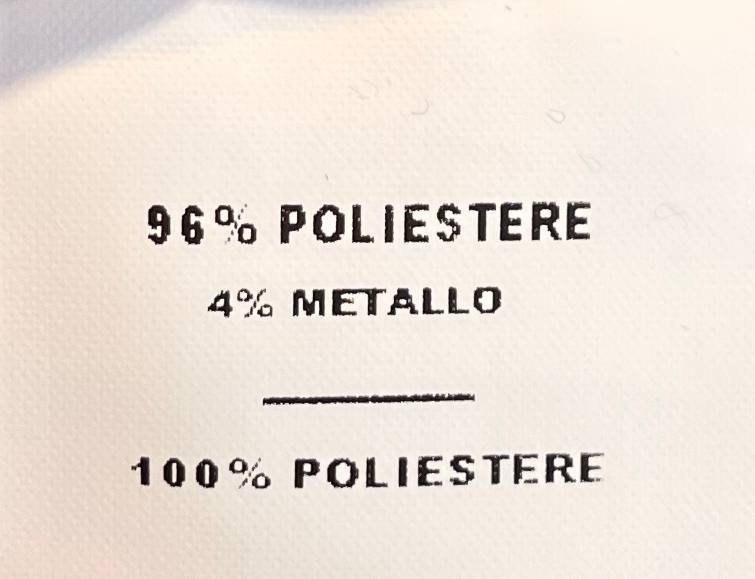 96% POLIESTERE
4% METALLO
100% POLIESTERE